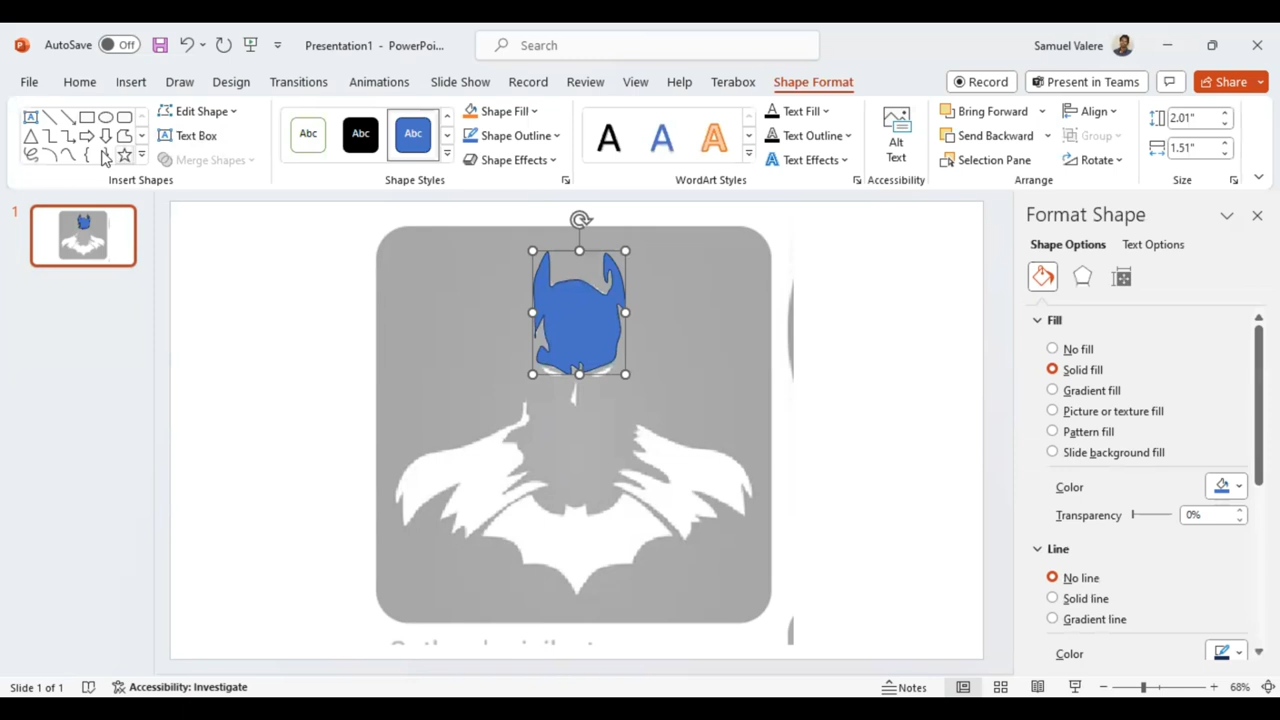 AutoSave Off Presentation1 - PowerPoi... Search Samuel Valere
File Home Insert Draw Design Transitions Animations Slide Show Record Review View Help Terabox Shape Format Record Present in Teams Share
Edit Shape Abc Abc Abc Shape Fill A A A Text Fill Bring Forward Align 2.01"
Text Box Shape Outline Text Outline Alt Text Send Backward Group 1.51"
Merge Shapes Shape Effects Text Effects Selection Pane Rotate
Insert Shapes Shape Styles WordArt Styles Accessibility Arrange Size
1
Format Shape
Shape Options Text Options
Fill
No fill
Solid fill
Gradient fill
Picture or texture fill
Pattern fill
Slide background fill
Color
Transparency 0%
Line
No line
Solid line
Gradient line
Color
Slide 1 of 1 Accessibility: Investigate Notes 68%